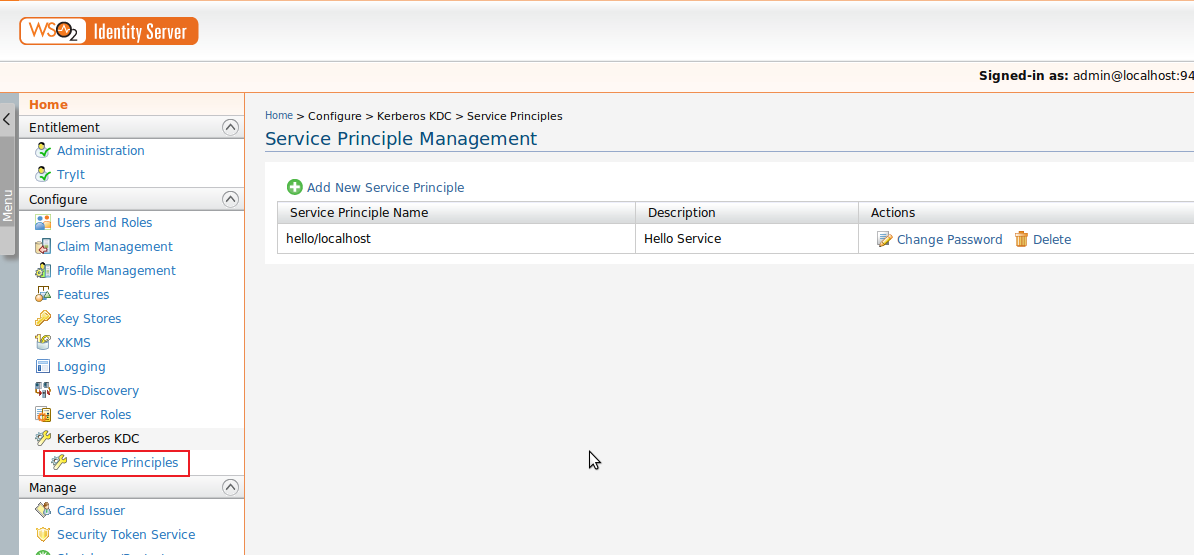 WSO2 Identity Server
Signed-in as: admin@localhost:94
Menu
Home
Entitlement
Administration
TryIt
Configure
Users and Roles
Claim Management
Profile Management
Features
Key Stores
XKMS
Logging
WS-Discovery
Server Roles
Kerberos KDC
Service Principles
Manage
Card Issuer
Security Token Service
Home > Configure > Kerberos KDC > Service Principles
Service Principle Management
Add New Service Principle
Service Principle Name Description Actions
hello/localhost Hello Service Change Password Delete